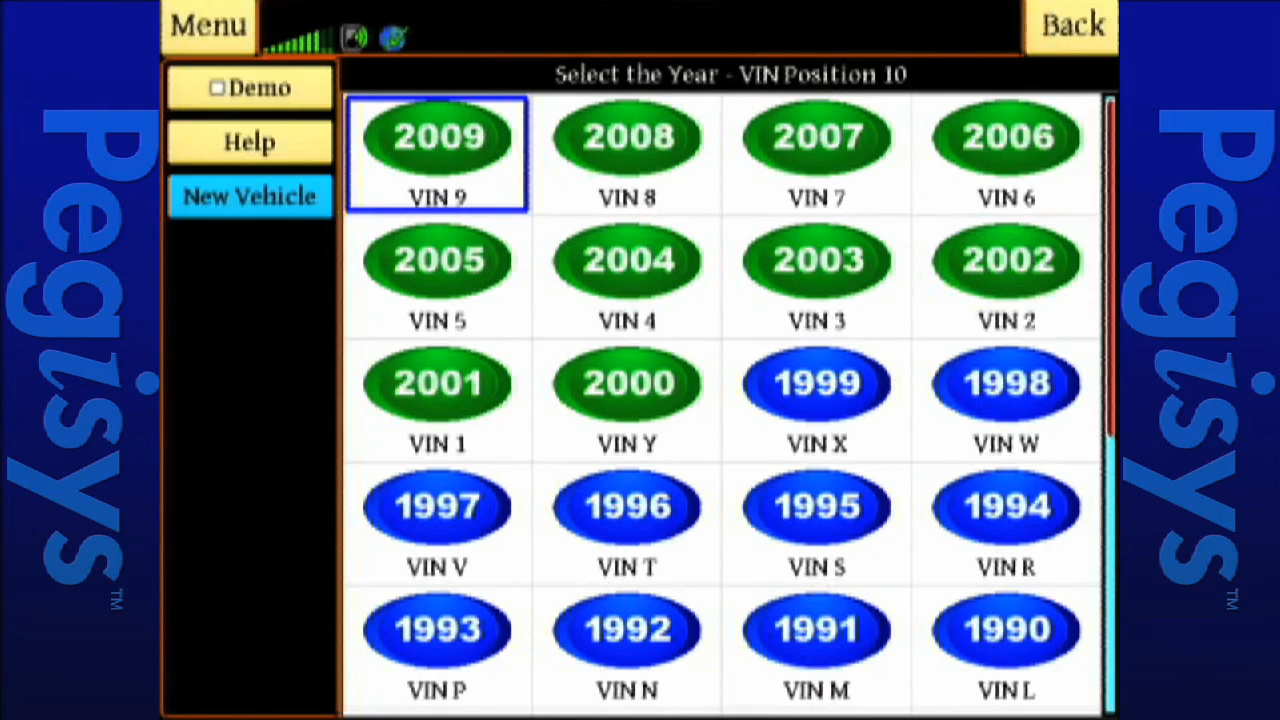 Menu
Back
Select the Year - VIN Position 10
Demo
Help
New Vehicle
2009 2008 2007 2006
VIN 9 VIN 8 VIN 7 VIN 6
2005 2004 2003 2002
VIN 5 VIN 4 VIN 3 VIN 2
2001 2000 1999 1998
VIN 1 VIN Y VIN X VIN W
1997 1996 1995 1994
VIN V VIN T VIN S VIN R
1993 1992 1991 1990
VIN P VIN N VIN M VIN L
Pegisys™
Pegisys™